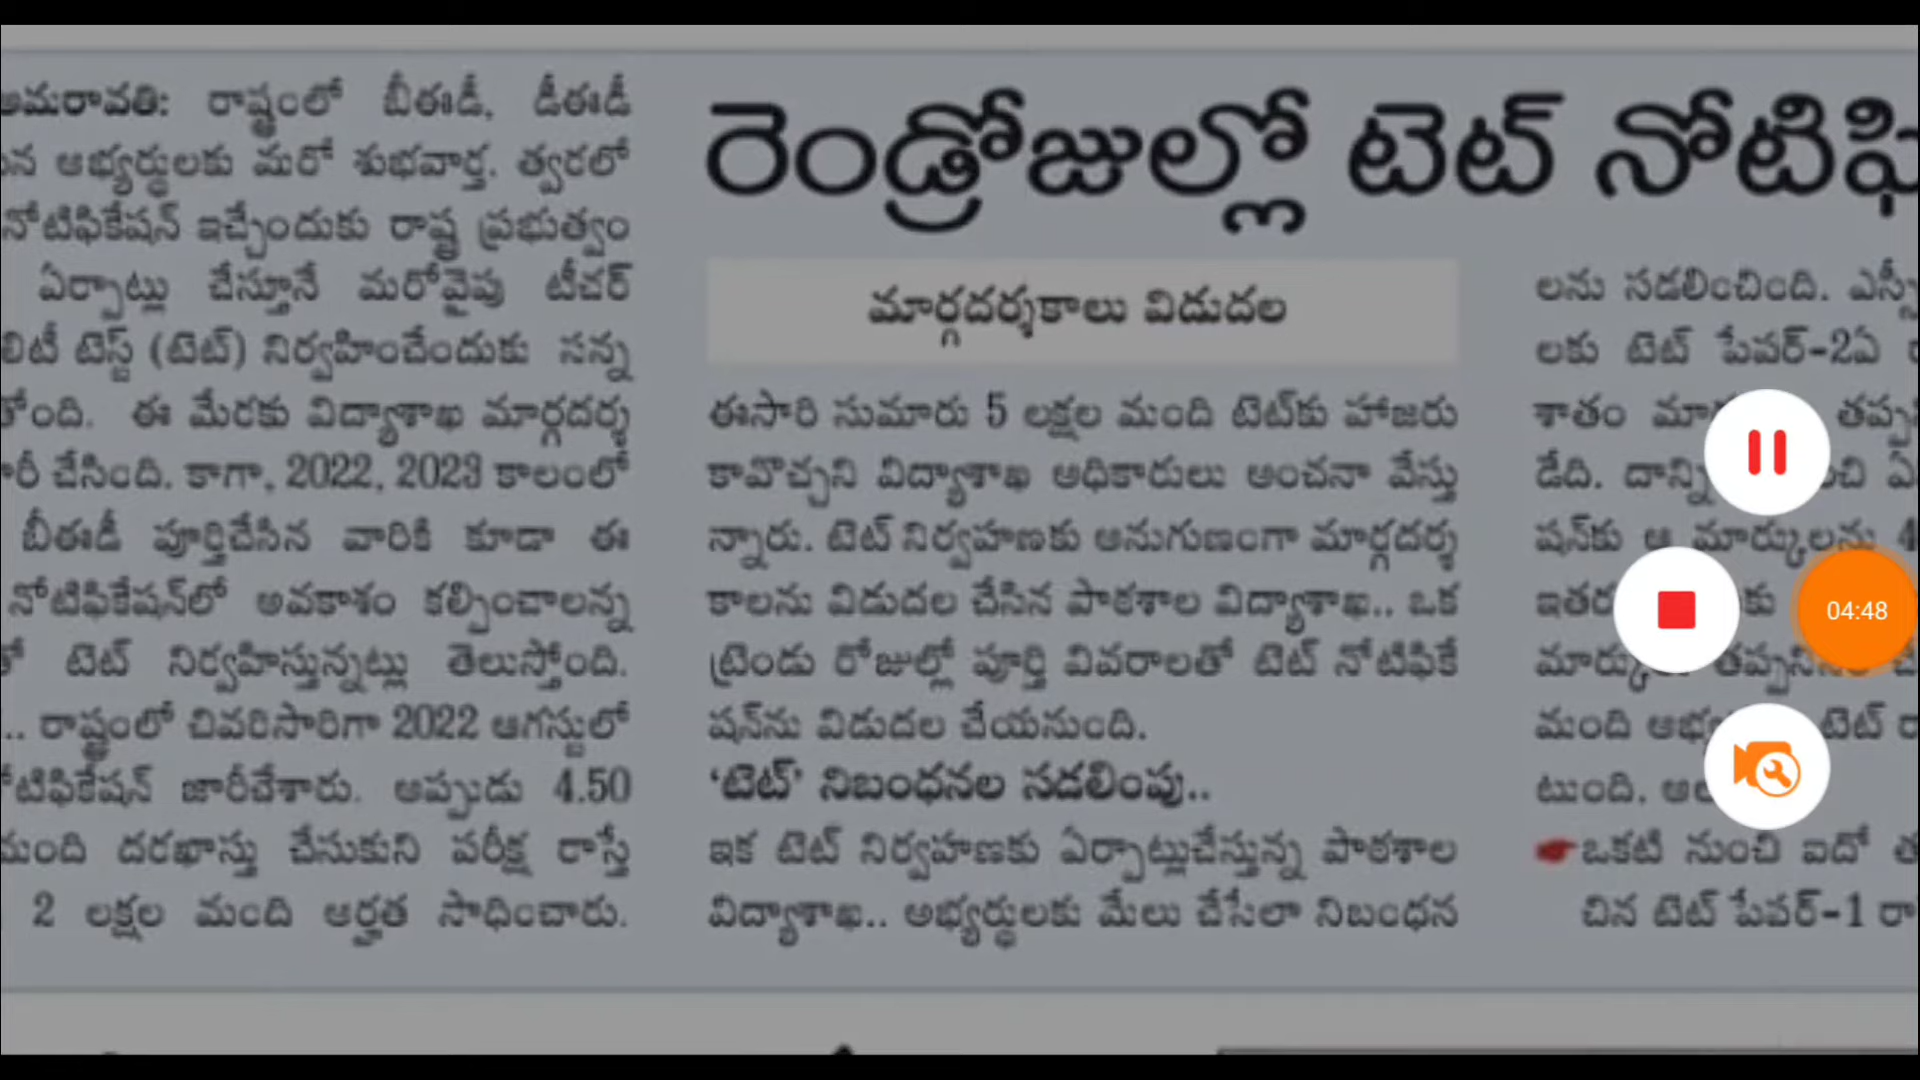 రెండ్రోజుల్లో టెట్ నోటిఫి
అమరావతి: రాష్ట్రంలో బీఈడీ, డీఈడీ
ఆభ్యర్థులకు మరో శుభవార్త. త్వరలో
నోటిఫికేషన్ ఇచ్చేందుకు రాష్ట్ర ప్రభుత్వం
ఏర్పాట్లు చేస్తూనే మరోవైపు టీచర్
టెస్ట్ (టెట్) నిర్వహించేందుకు సన్న
ఈ మేరకు విద్యాశాఖ మార్గదర్శ
చేసింది. కాగా, 2022, 2023 కాలంలో
బీఈడీ పూర్తిచేసిన వారికి కూడా ఈ
నోటిఫికేషన్‌లో అవకాశం కల్పించాలన్న
టెట్ నిర్వహిస్తున్నట్లు తెలుస్తోంది.
.. రాష్ట్రంలో చివరిసారిగా 2022 ఆగస్టులో
జారీచేశారు. అప్పుడు 4.50
మంది దరఖాస్తు చేసుకుని పరీక్ష రాస్తే
2 లక్షల మంది అర్హత సాధించారు.
మార్గదర్శకాలు విడుదల
ఈసారి సుమారు 5 లక్షల మంది టెట్‌కు హాజరు
కావొచ్చని విద్యాశాఖ అధికారులు అంచనా వేస్తు
న్నారు. టెట్ నిర్వహణకు అనుగుణంగా మార్గదర్శ
కాలను విడుదల చేసిన పాఠశాల విద్యాశాఖ.. ఒక
ట్రెండు రోజుల్లో పూర్తి వివరాలతో టెట్ నోటిఫికే
షన్‌ను విడుదల చేయనుంది.
‘టెట్’ నిబంధనల సడలింపు..
ఇక టెట్ నిర్వహణకు ఏర్పాట్లుచేస్తున్న పాఠశాల
విద్యాశాఖ.. అభ్యర్థులకు మేలు చేసేలా నిబంధన
లను సడలించింది.
లకు టెట్ పేపర్-2ఏ
శాతం
డేది.
షన్‌కు ఆ మార్కులను
మంది టెట్
టుంది.
ఒకటి నుంచి ఐదో
చిన టెట్ పేపర్-1
04:48